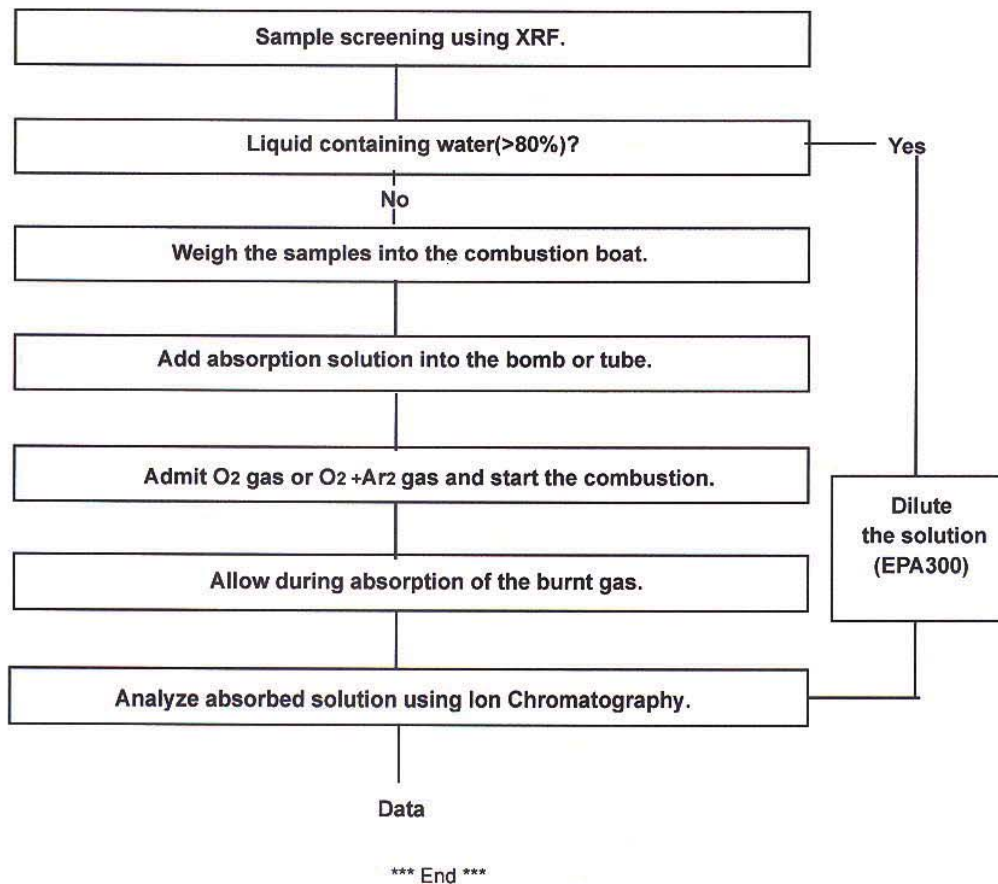 Sample screening using XRF.
Liquid containing water(>80%)?
Yes
No
Weigh the samples into the combustion boat.
Add absorption solution into the bomb or tube.
Admit O2 gas or O2 +Ar2 gas and start the combustion.
Dilute
the solution
(EPA300)
Allow during absorption of the burnt gas.
Analyze absorbed solution using Ion Chromatography.
Data
*** End ***